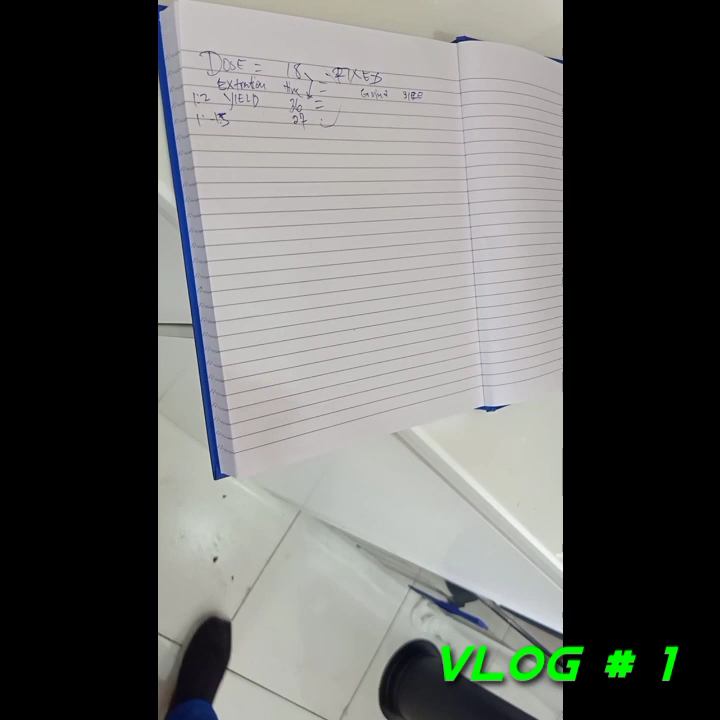 DOSE = 18 - FIXED
Extration time = Grind SIZE
1:2 YIELD 36 =
1:1.5 27
VLOG # 1